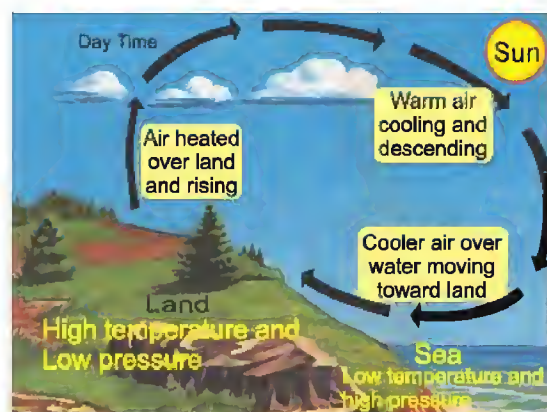 Day Time
Sun
Warm air
cooling and
descending
Air heated
over land
and rising
Cooler air over
water moving
toward land
Land
High temperature and
Low pressure
Sea
Low temperature and
high pressure